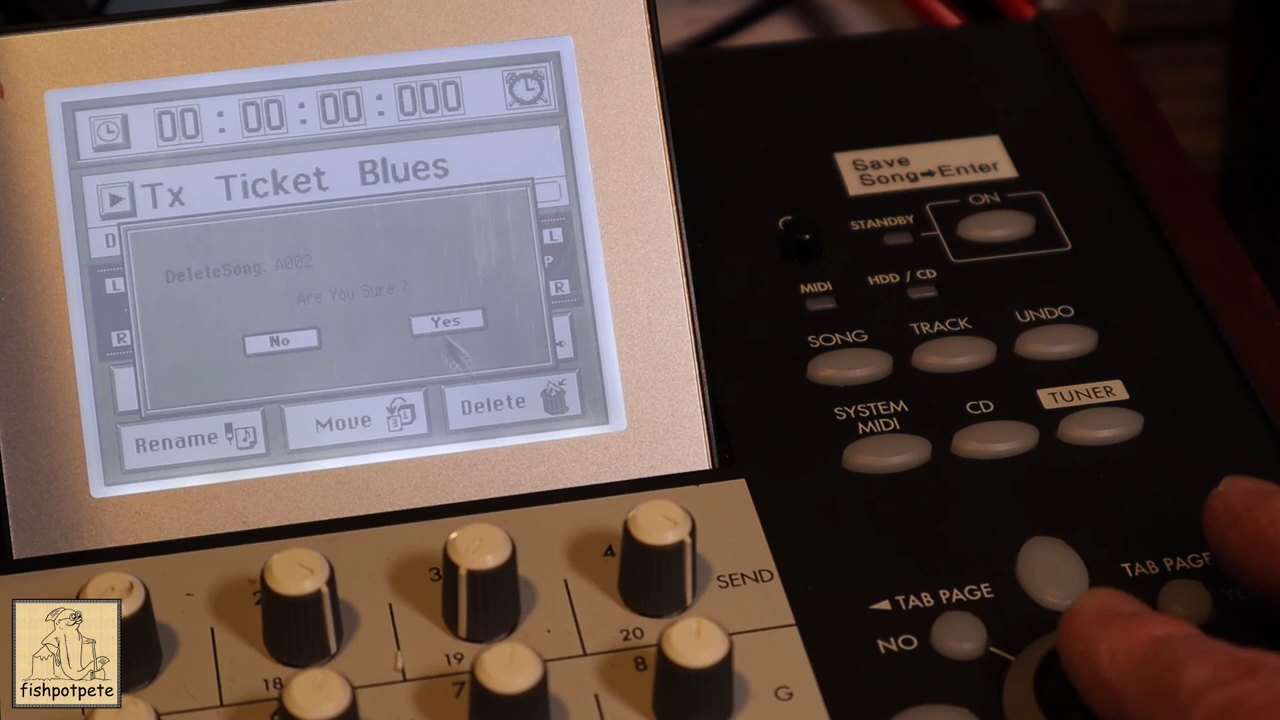 00:00:00:000
Tx Ticket Blues
D
L
L
P
R
R
DeleteSong: A002
Are You Sure ?
No
Yes
Rename
Move
Delete
Save
Song➡Enter
ON
STANDBY
MIDI
HDD / CD
SONG
TRACK
UNDO
SYSTEM
MIDI
CD
TUNER
◀TAB PAGE
TAB PAGE
NO
YE
2
3
4
SEND
18
19
20
7
8
G
fishpotpete